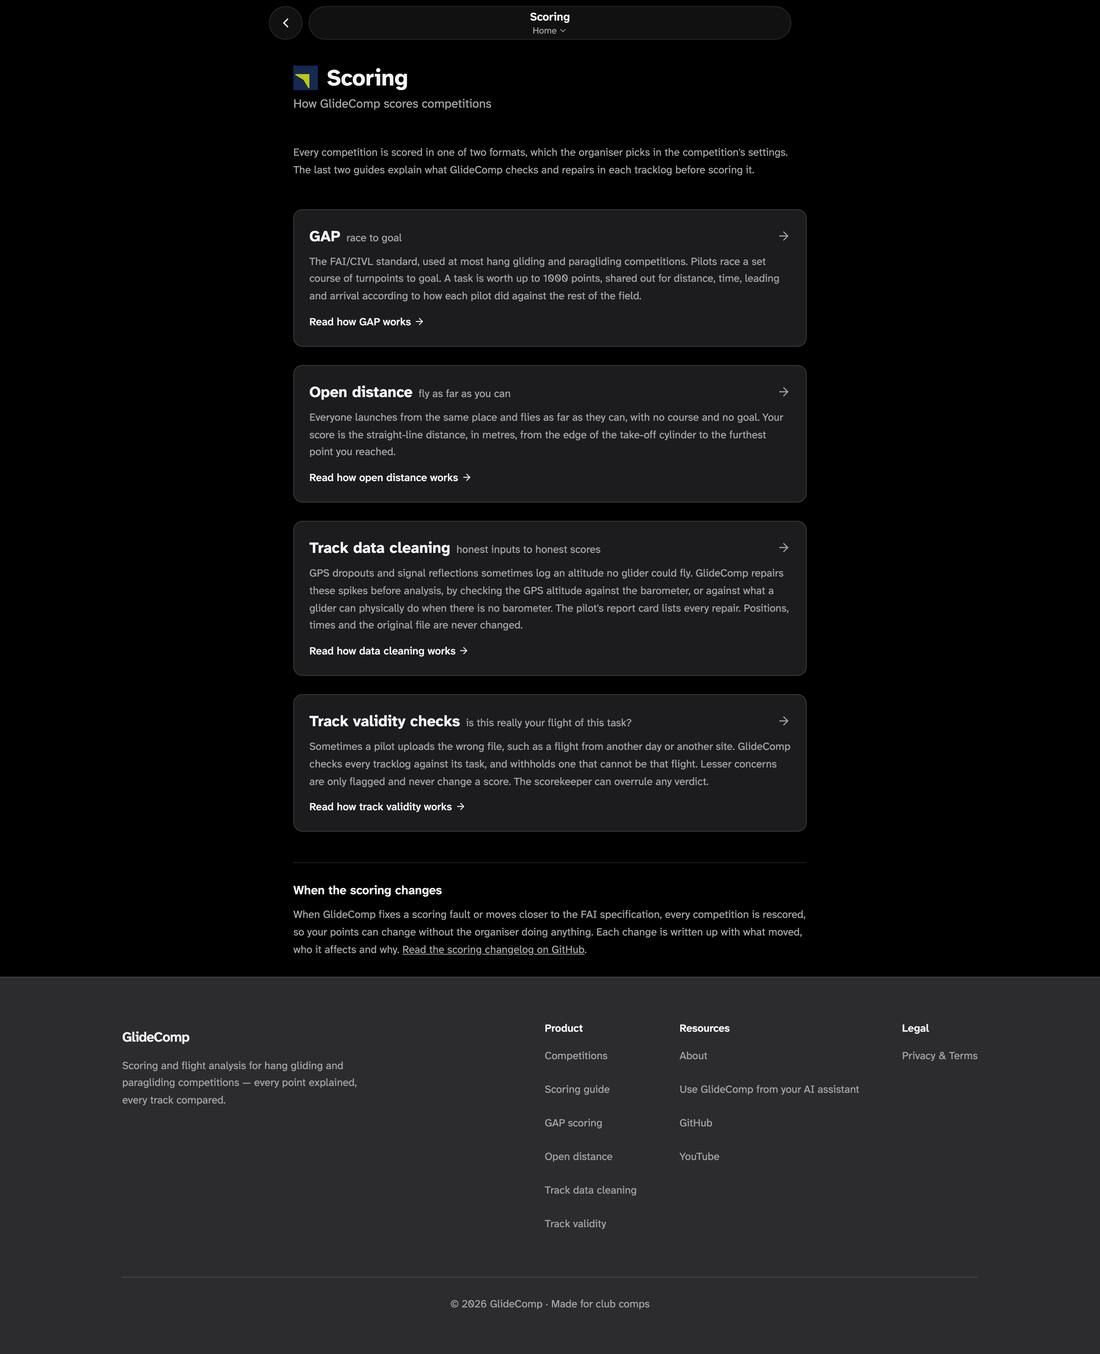 Scoring
Home
Scoring
How GlideComp scores competitions
Every competition is scored in one of two formats, which the organiser picks in the competition's settings.
The last two guides explain what GlideComp checks and repairs in each tracklog before scoring it.
GAP race to goal
The FAI/CIVL standard, used at most hang gliding and paragliding competitions. Pilots race a set
course of turnpoints to goal. A task is worth up to 1000 points, shared out for distance, time, leading
and arrival according to how each pilot did against the rest of the field.
Read how GAP works →
Open distance fly as far as you can
Everyone launches from the same place and flies as far as they can, with no course and no goal. Your
score is the straight-line distance, in metres, from the edge of the take-off cylinder to the furthest
point you reached.
Read how open distance works →
Track data cleaning honest inputs to honest scores
GPS dropouts and signal reflections sometimes log an altitude no glider could fly. GlideComp repairs
these spikes before analysis, by checking the GPS altitude against the barometer, or against what a
glider can physically do when there is no barometer. The pilot's report card lists every repair. Positions,
times and the original file are never changed.
Read how data cleaning works →
Track validity checks is this really your flight of this task?
Sometimes a pilot uploads the wrong file, such as a flight from another day or another site. GlideComp
checks every tracklog against its task, and withholds one that cannot be that flight. Lesser concerns
are only flagged and never change a score. The scorekeeper can overrule any verdict.
Read how track validity works →
When the scoring changes
When GlideComp fixes a scoring fault or moves closer to the FAI specification, every competition is rescored,
so your points can change without the organiser doing anything. Each change is written up with what moved,
who it affects and why. Read the scoring changelog on GitHub.
GlideComp
Scoring and flight analysis for hang gliding and
paragliding competitions — every point explained,
every track compared.
Product
Competitions
Scoring guide
GAP scoring
Open distance
Track data cleaning
Track validity
Resources
About
Use GlideComp from your AI assistant
GitHub
YouTube
Legal
Privacy & Terms
© 2026 GlideComp · Made for club comps